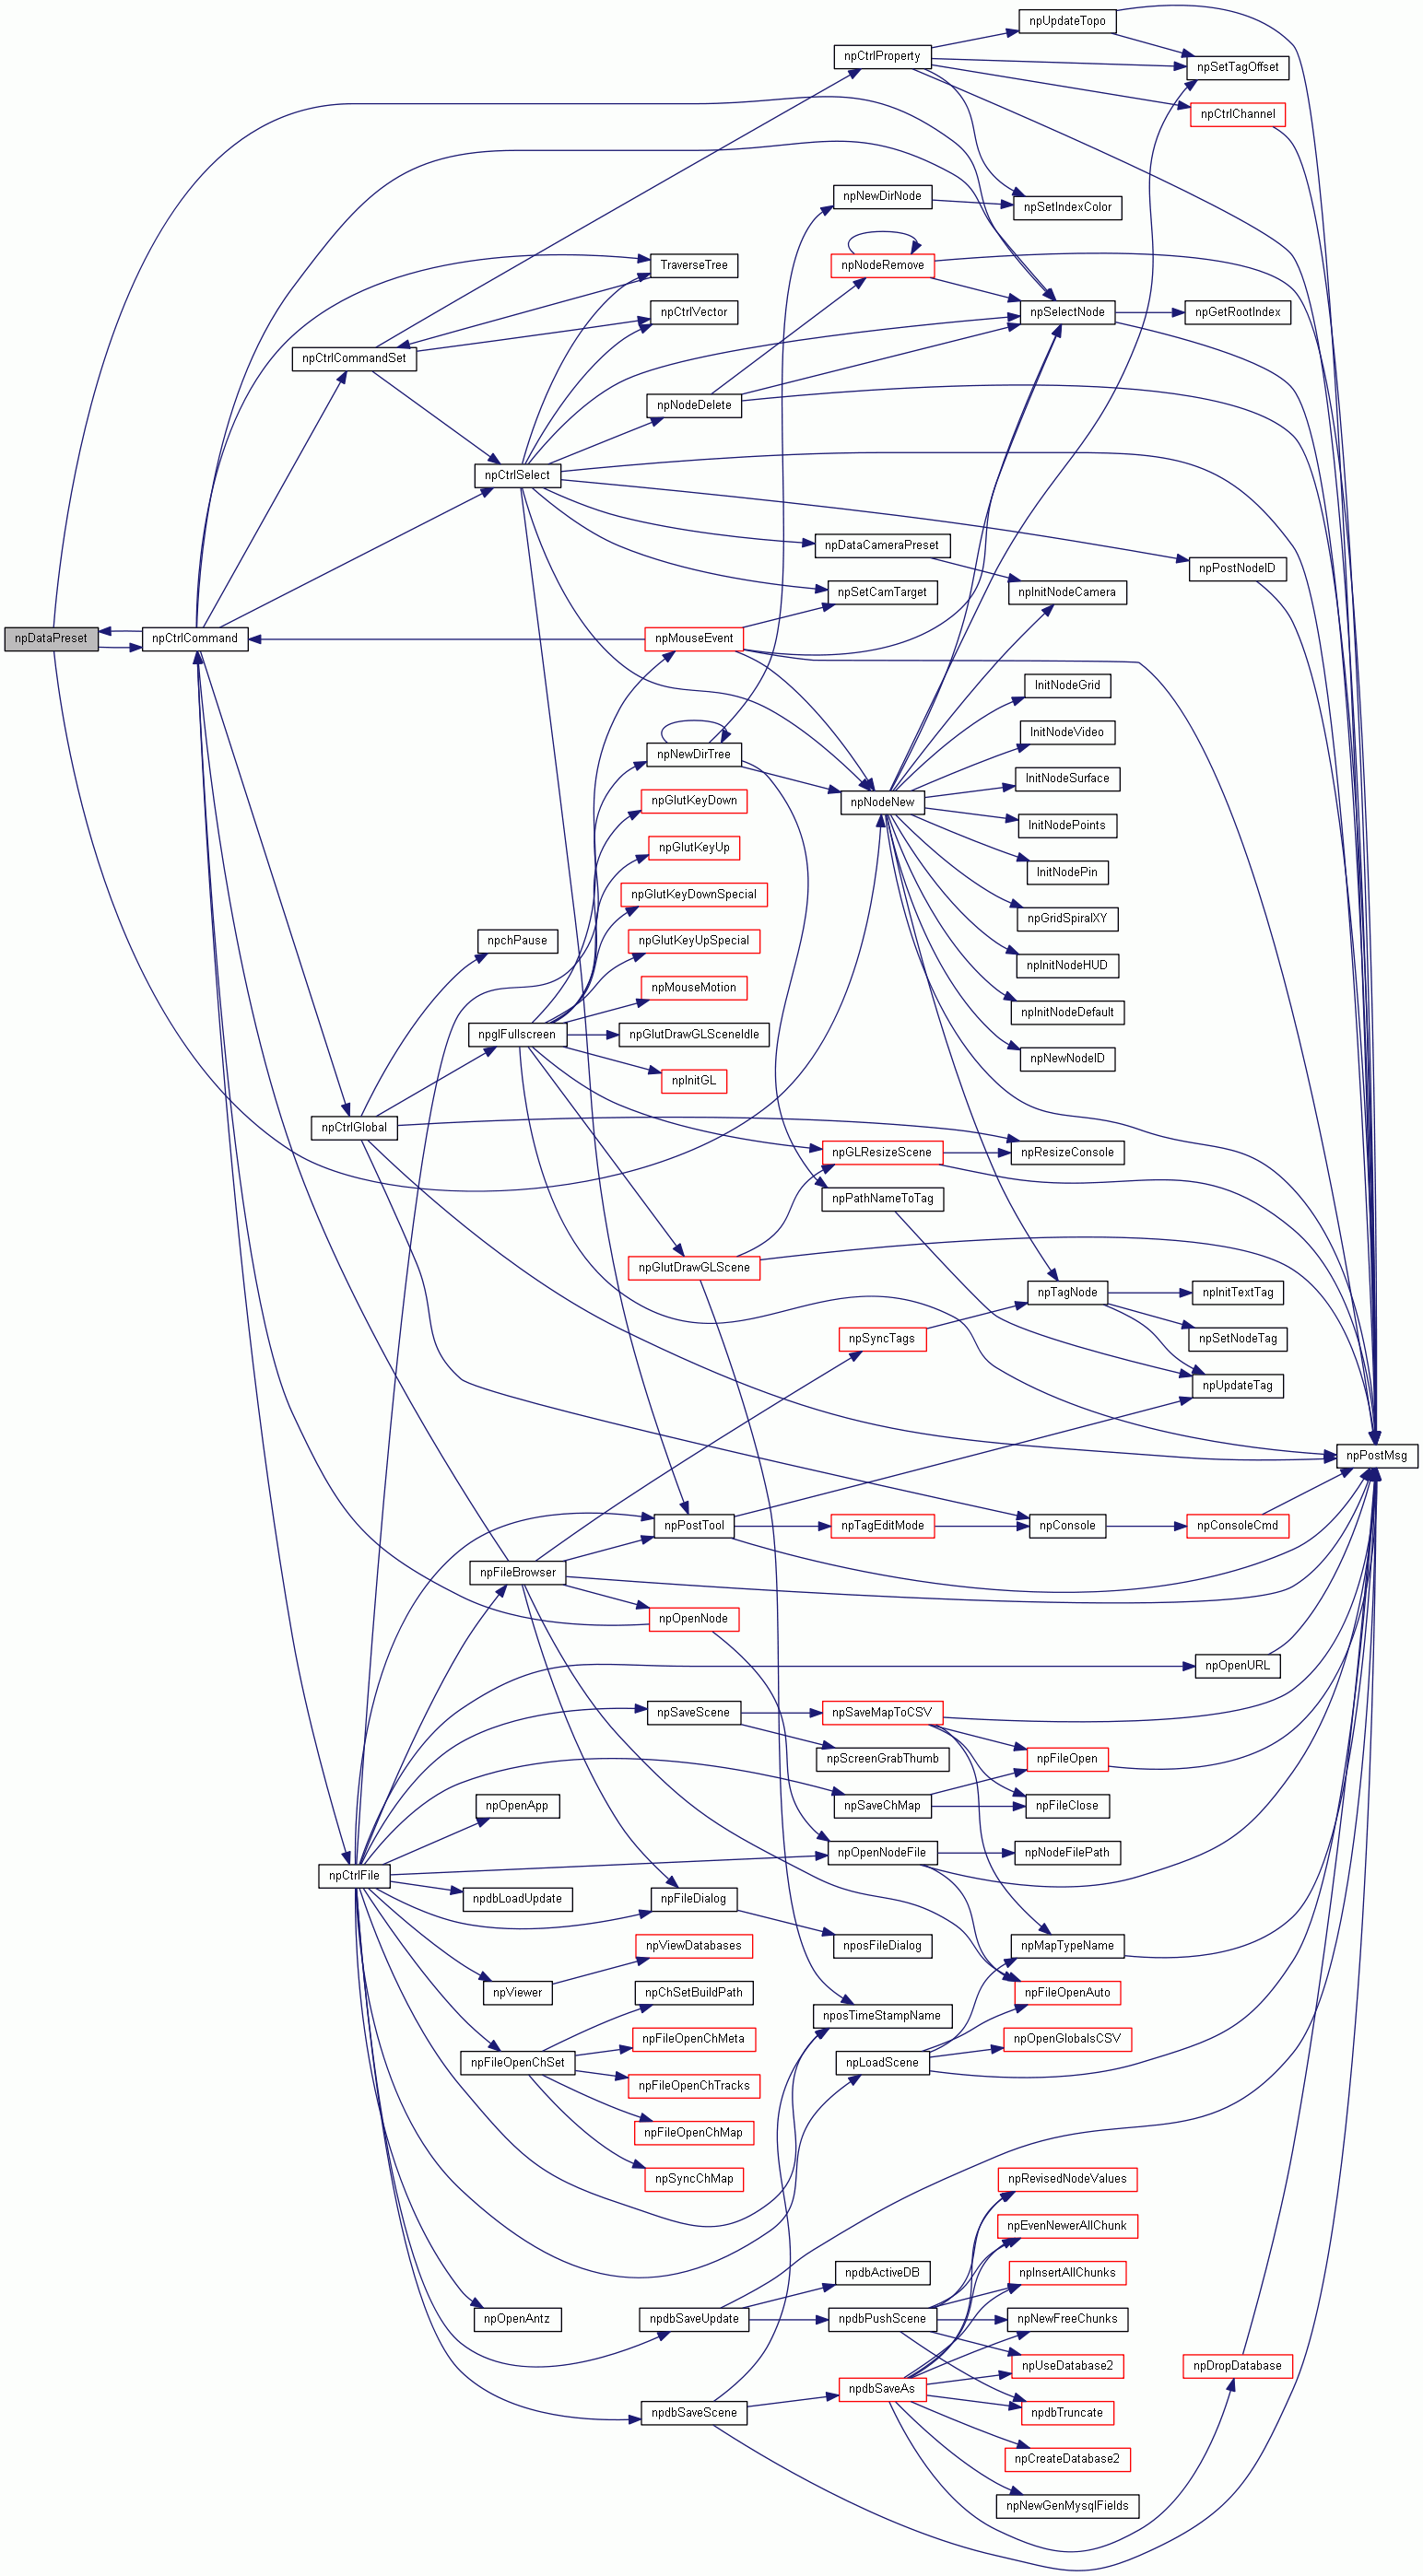 npUpdateTopo
npCtrlProperty
npSetTagOffset
npCtrlChannel
npNewDirNode
npSetIndexColor
TraverseTree
npNodeRemove
npCtrlVector
npSelectNode
npGetRootIndex
npCtrlCommandSet
npNodeDelete
npCtrlSelect
npDataCameraPreset
npPostNodeID
npSetCamTarget
npInitNodeCamera
npDataPreset
npCtrlCommand
npMouseEvent
InitNodeGrid
InitNodeVideo
npNewDirTree
InitNodeSurface
npGlutKeyDown
npNodeNew
InitNodePoints
npGlutKeyUp
InitNodePin
npGlutKeyDownSpecial
npGridSpiralXY
npchPause
npGlutKeyUpSpecial
npInitNodeHUD
npMouseMotion
npInitNodeDefault
npglFullscreen
npGlutDrawGLSceneIdle
npNewNodeID
npInitGL
npCtrlGlobal
npGLResizeScene
npResizeConsole
npPathNameToTag
npGlutDrawGLScene
npTagNode
npInitTextTag
npSyncTags
npSetNodeTag
npUpdateTag
npPostMsg
npPostTool
npTagEditMode
npConsole
npConsoleCmd
npFileBrowser
npOpenNode
npOpenURL
npSaveScene
npSaveMapToCSV
npScreenGrabThumb
npFileOpen
npOpenApp
npSaveChMap
npFileClose
npCtrlFile
npOpenNodeFile
npNodeFilePath
npdbLoadUpdate
npFileDialog
npViewDatabases
nposFileDialog
npMapTypeName
npViewer
npChSetBuildPath
npFileOpenAuto
nposTimeStampName
npFileOpenChMeta
npOpenGlobalsCSV
npFileOpenChSet
npLoadScene
npFileOpenChTracks
npFileOpenChMap
npSyncChMap
npRevisedNodeValues
npEvenNewerAllChunk
npdbActiveDB
npInsertAllChunks
npOpenAntz
npdbSaveUpdate
npdbPushScene
npNewFreeChunks
npUseDatabase2
npDropDatabase
npdbSaveAs
npdbSaveScene
npdbTruncate
npCreateDatabase2
npNewGenMysqlFields